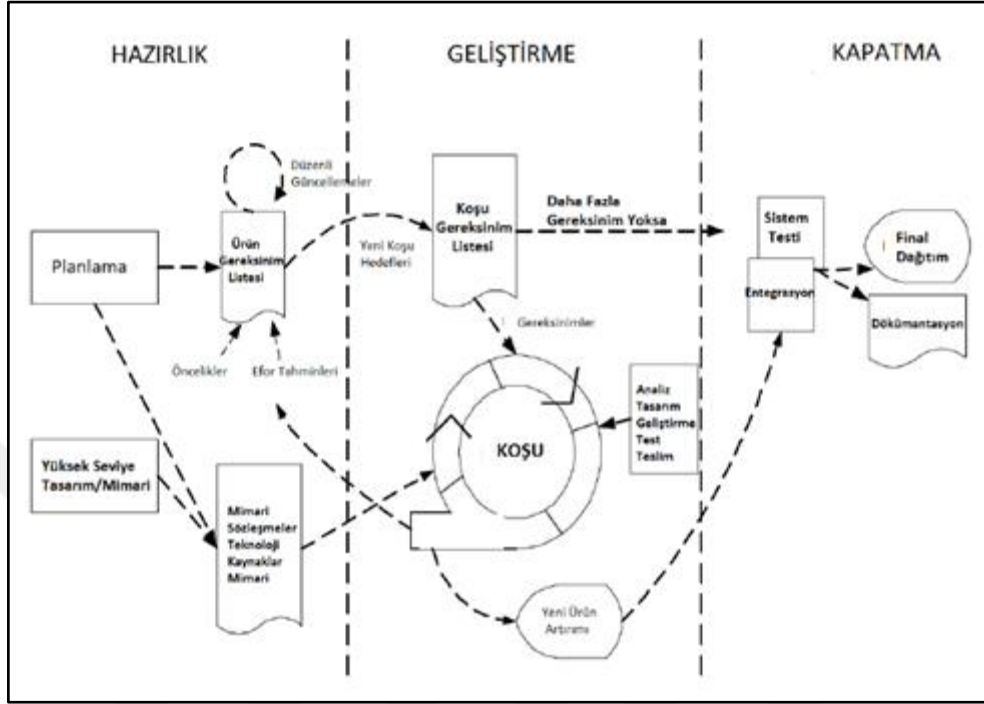 HAZIRLIK
GELİŞTİRME
KAPATMA
Düzenli
Güncellemeler
Ürün
Gereksinim
Listesi
Planlama
Öncelikler
Efor Tahminleri
Yüksek Seviye
Tasarım/Mimari
Mimari
Sözleşmeler
Teknoloji
Kaynaklar
Mimari
Koşu
Gereksinim
Listesi
Yeni Koşu
Hedefleri
Daha Fazla
Gereksinim Yoksa
Gereksinimler
KOŞU
Analiz
Tasarım
Geliştirme
Test
Teslim
Yeni Ürün
Artırımı
Sistem
Testi
Entegrasyon
Final
Dağıtım
Dökümantasyon